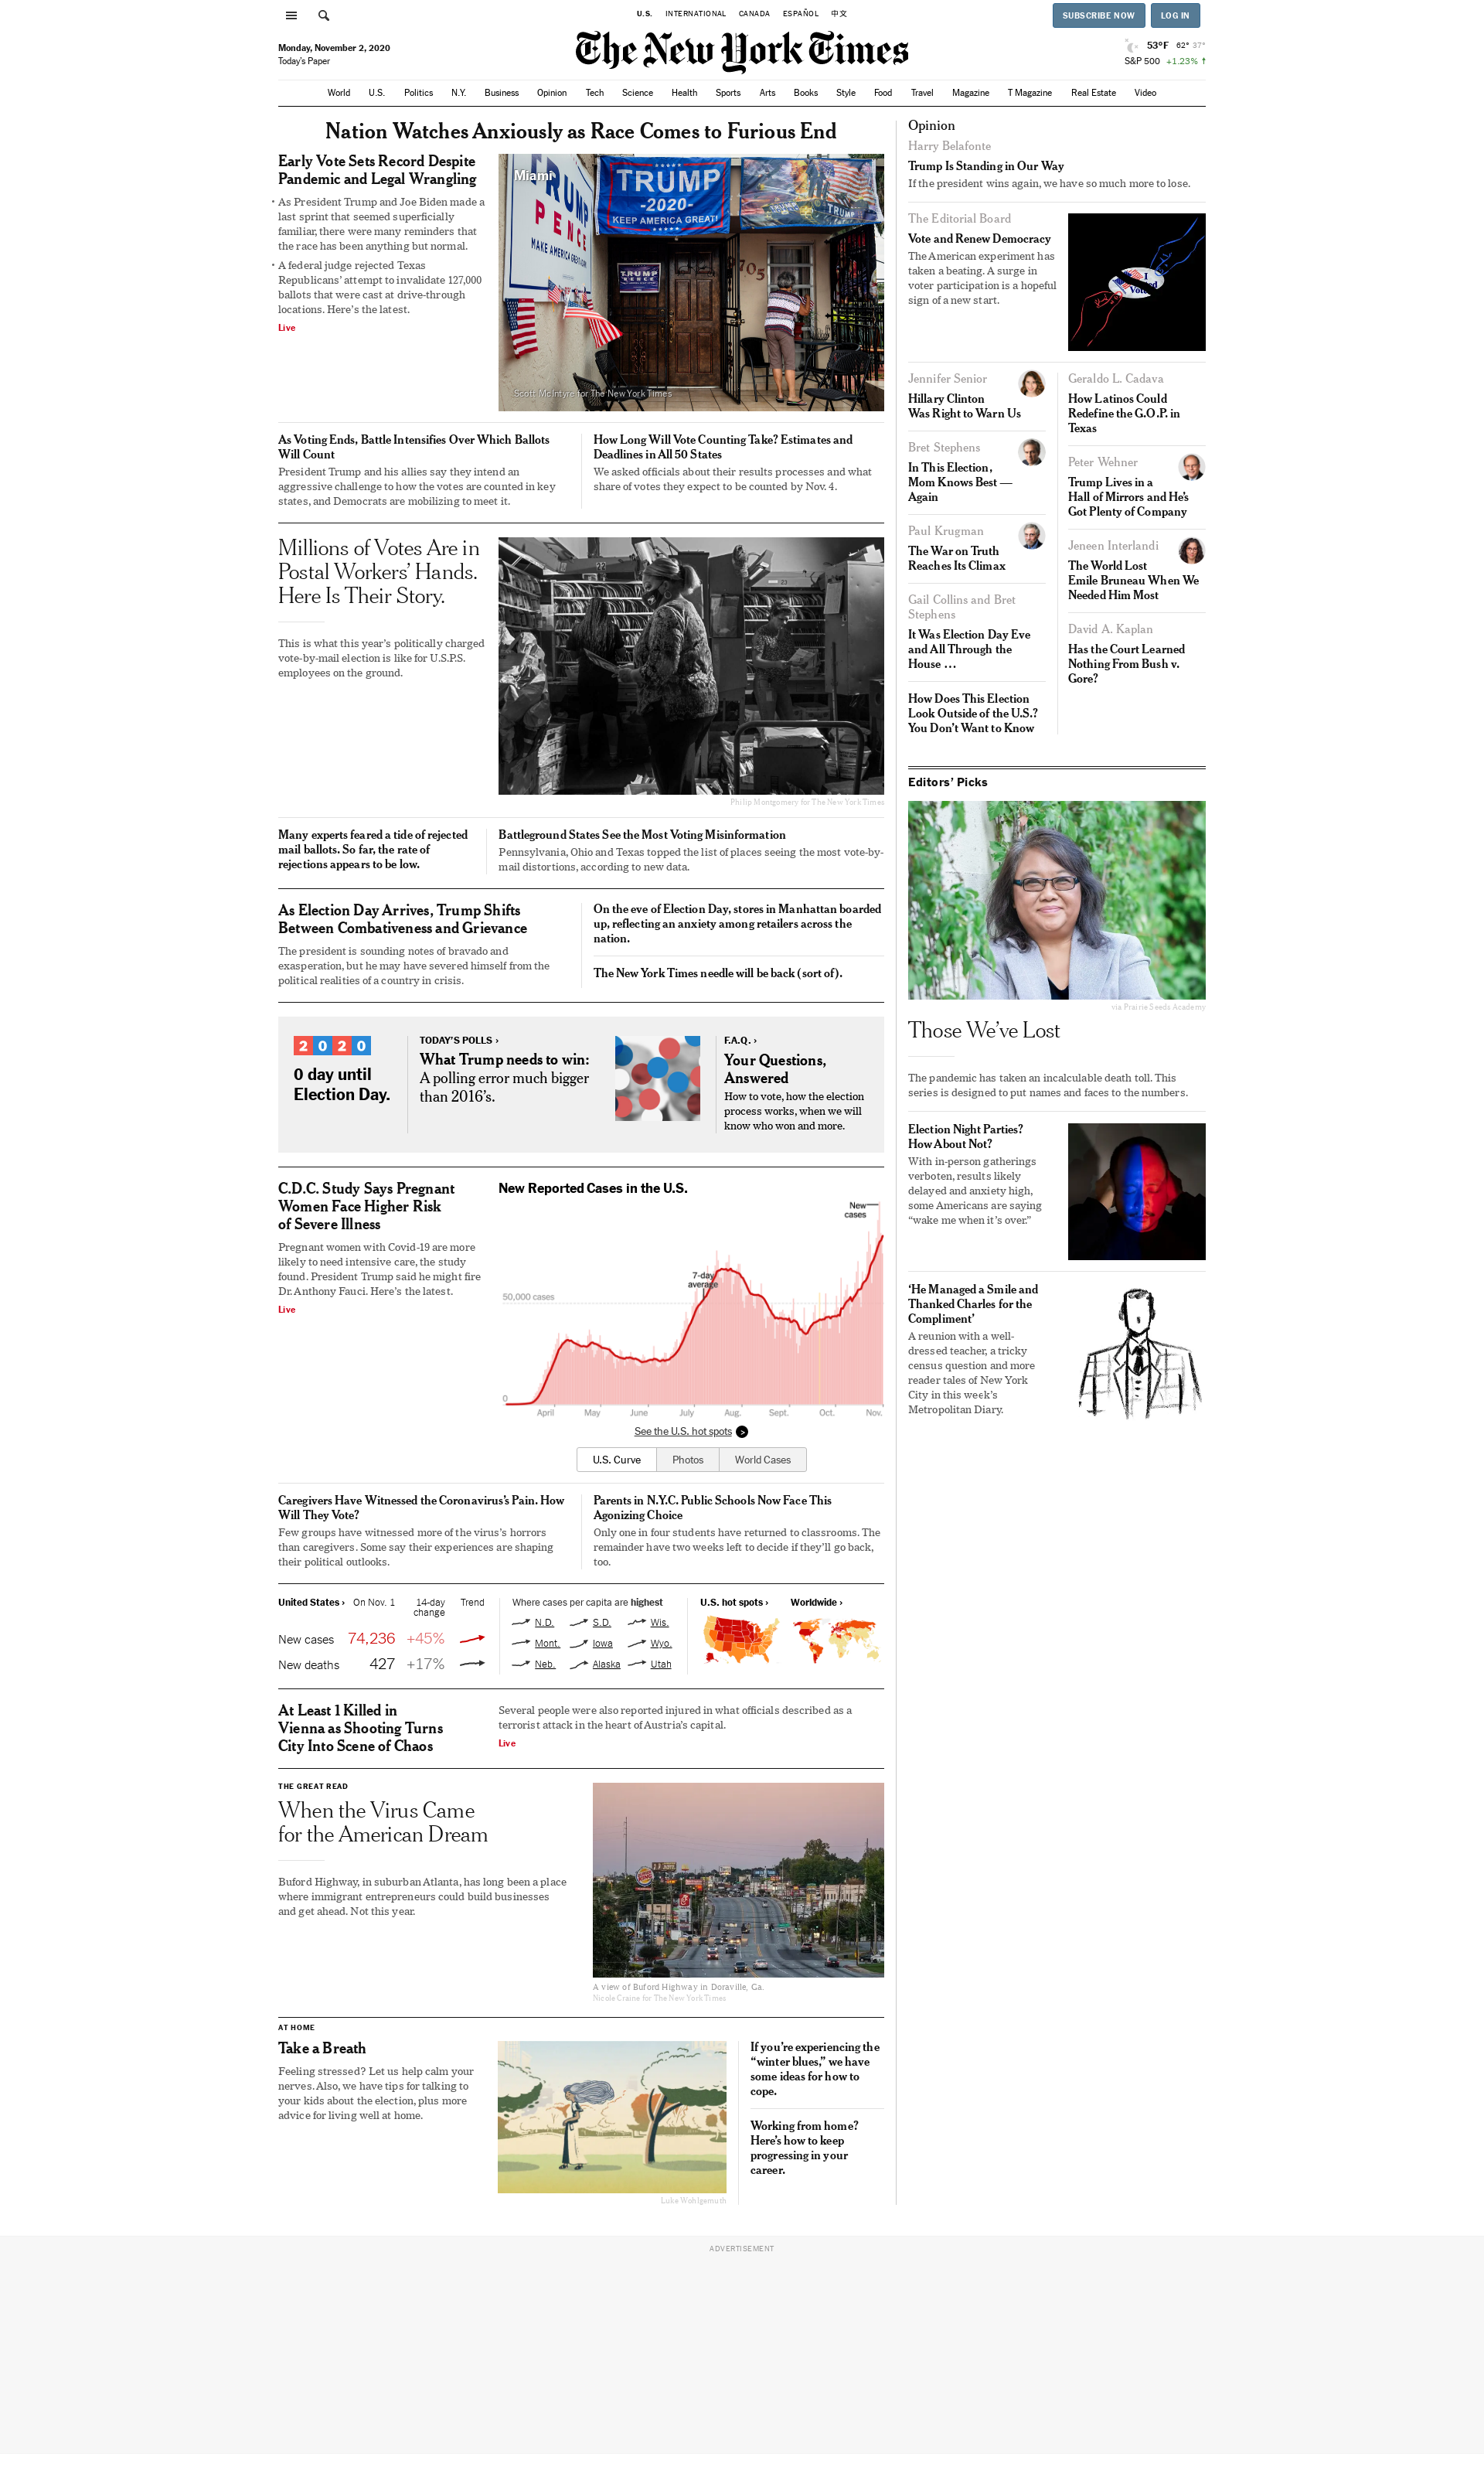 U.S. INTERNATIONAL CANADA ESPAÑOL 中文
SUBSCRIBE NOW LOG IN
Monday, November 2, 2020
Today's Paper
The New York Times
53°F 62° 37°
S&P 500 +1.23% ↑
World U.S. Politics N.Y. Business Opinion Tech Science Health Sports Arts Books Style Food Travel Magazine T Magazine Real Estate Video
Nation Watches Anxiously as Race Comes to Furious End
Early Vote Sets Record Despite
Pandemic and Legal Wrangling
• As President Trump and Joe Biden made a
last sprint that seemed superficially
familiar, there were many reminders that
the race has been anything but normal.
• A federal judge rejected Texas
Republicans' attempt to invalidate 127,000
ballots that were cast at drive-through
locations. Here's the latest.
Live
Miami
TRUMP
PENCE
MAKE AMERICA GREAT
TRUMP
-2020-
KEEP AMERICA GREAT!
TRUMP
TRUMP
PENCE
705
Scott McIntyre for The New York Times
As Voting Ends, Battle Intensifies Over Which Ballots
Will Count
President Trump and his allies say they intend an
aggressive challenge to how the votes are counted in key
states, and Democrats are mobilizing to meet it.
How Long Will Vote Counting Take? Estimates and
Deadlines in All 50 States
We asked officials about their results processes and what
share of votes they expect to be counted by Nov. 4.
Millions of Votes Are in
Postal Workers' Hands.
Here Is Their Story.
This is what this year's politically charged
vote-by-mail election is like for U.S.P.S.
employees on the ground.
Philip Montgomery for The New York Times
Many experts feared a tide of rejected
mail ballots. So far, the rate of
rejections appears to be low.
Battleground States See the Most Voting Misinformation
Pennsylvania, Ohio and Texas topped the list of places seeing the most vote-by-
mail distortions, according to new data.
As Election Day Arrives, Trump Shifts
Between Combativeness and Grievance
The president is sounding notes of bravado and
exasperation, but he may have severed himself from the
political realities of a country in crisis.
On the eve of Election Day, stores in Manhattan boarded
up, reflecting an anxiety among retailers across the
nation.
The New York Times needle will be back (sort of).
2020
0 day until
Election Day.
TODAY'S POLLS ›
What Trump needs to win:
A polling error much bigger
than 2016's.
F.A.Q. ›
Your Questions,
Answered
How to vote, how the election
process works, when we will
know who won and more.
C.D.C. Study Says Pregnant
Women Face Higher Risk
of Severe Illness
Pregnant women with Covid-19 are more
likely to need intensive care, the study
found. President Trump said he might fire
Dr. Anthony Fauci. Here's the latest.
Live
New Reported Cases in the U.S.
New
cases
7-day
average
50,000 cases
0
April May June July Aug. Sept. Oct. Nov.
See the U.S. hot spots >
U.S. Curve Photos World Cases
Caregivers Have Witnessed the Coronavirus's Pain. How
Will They Vote?
Few groups have witnessed more of the virus's horrors
than caregivers. Some say their experiences are shaping
their political outlooks.
Parents in N.Y.C. Public Schools Now Face This
Agonizing Choice
Only one in four students have returned to classrooms. The
remainder have two weeks left to decide if they'll go back,
too.
United States › On Nov. 1 14-day
change Trend
New cases 74,236 +45%
New deaths 427 +17%
Where cases per capita are highest
N.D. S.D. Wis.
Mont. Iowa Wyo.
Neb. Alaska Utah
U.S. hot spots › Worldwide ›
At Least 1 Killed in
Vienna as Shooting Turns
City Into Scene of Chaos
Several people were also reported injured in what officials described as a
terrorist attack in the heart of Austria's capital.
Live
THE GREAT READ
When the Virus Came
for the American Dream
Buford Highway, in suburban Atlanta, has long been a place
where immigrant entrepreneurs could build businesses
and get ahead. Not this year.
A view of Buford Highway in Doraville, Ga.
Nicole Craine for The New York Times
AT HOME
Take a Breath
Feeling stressed? Let us help calm your
nerves. Also, we have tips for talking to
your kids about the election, plus more
advice for living well at home.
Luke Wohlgemuth
If you're experiencing the
“winter blues,” we have
some ideas for how to
cope.
Working from home?
Here's how to keep
progressing in your
career.
Opinion
Harry Belafonte
Trump Is Standing in Our Way
If the president wins again, we have so much more to lose.
The Editorial Board
Vote and Renew Democracy
The American experiment has
taken a beating. A surge in
voter participation is a hopeful
sign of a new start.
I
Voted
Jennifer Senior
Hillary Clinton
Was Right to Warn Us
Bret Stephens
In This Election,
Mom Knows Best —
Again
Paul Krugman
The War on Truth
Reaches Its Climax
Gail Collins and Bret
Stephens
It Was Election Day Eve
and All Through the
House …
How Does This Election
Look Outside of the U.S.?
You Don't Want to Know
Geraldo L. Cadava
How Latinos Could
Redefine the G.O.P. in
Texas
Peter Wehner
Trump Lives in a
Hall of Mirrors and He's
Got Plenty of Company
Jeneen Interlandi
The World Lost
Emile Bruneau When We
Needed Him Most
David A. Kaplan
Has the Court Learned
Nothing From Bush v.
Gore?
Editors' Picks
via Prairie Seeds Academy
Those We've Lost
The pandemic has taken an incalculable death toll. This
series is designed to put names and faces to the numbers.
Election Night Parties?
How About Not?
With in-person gatherings
verboten, results likely
delayed and anxiety high,
some Americans are saying
“wake me when it's over.”
‘He Managed a Smile and
Thanked Charles for the
Compliment’
A reunion with a well-
dressed teacher, a tricky
census question and more
reader tales of New York
City in this week's
Metropolitan Diary.
ADVERTISEMENT